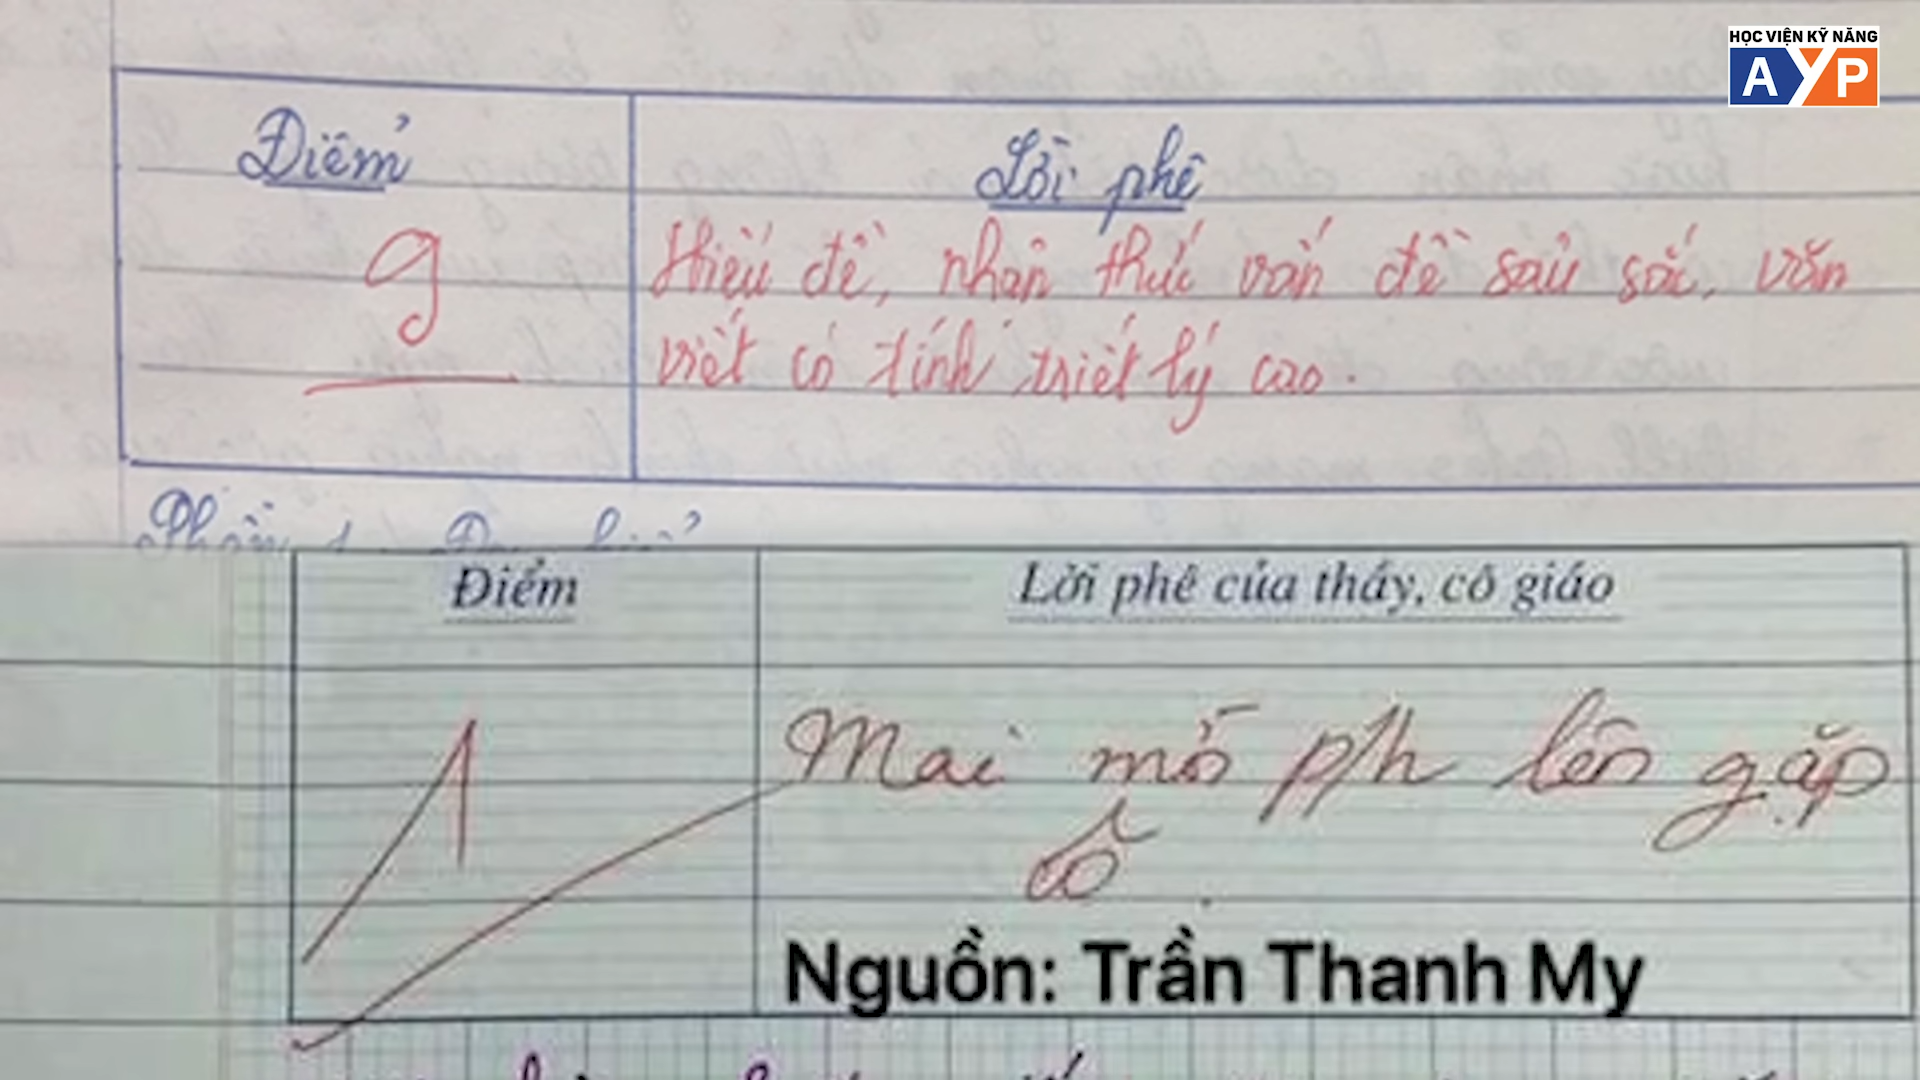 HỌC VIỆN KỸ NĂNG
AYP
Điểm
Lời phê
9
Hiểu đề, nhận thức vấn đề sâu sắc, văn
viết có tính triết lý cao.
Phần 1
Điểm
Lời phê của thầy, cô giáo
1
Mai mời p/h lên gặp
cô.
Nguồn: Trần Thanh My